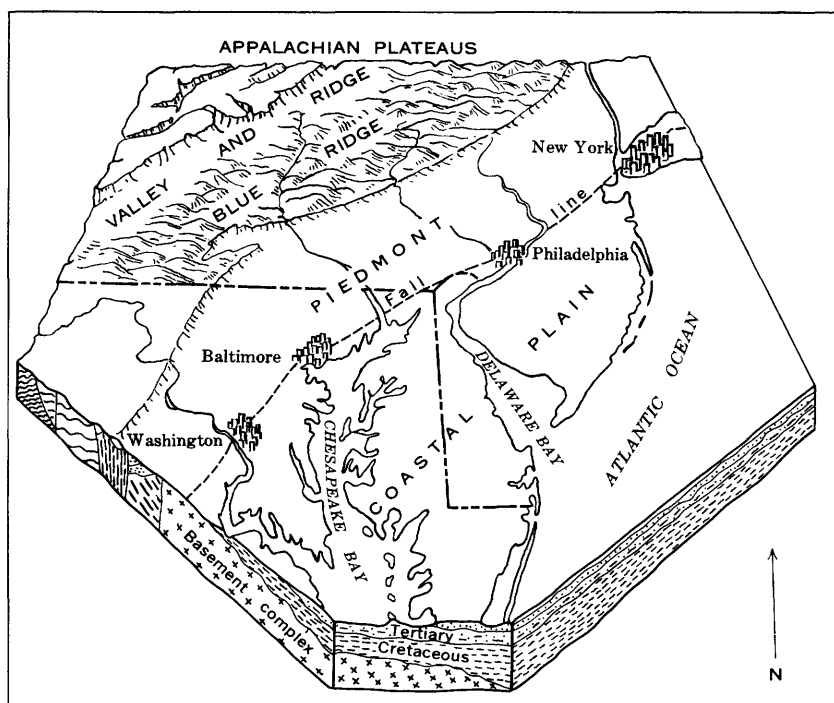 APPALACHIAN PLATEAUS
VALLEY AND RIDGE
BLUE RIDGE
New York
PIEDMONT
Fall line
Philadelphia
PLAIN
Baltimore
DELAWARE BAY
ATLANTIC OCEAN
Washington
CHESAPEAKE BAY
COASTAL
Basement complex
Tertiary
Cretaceous
N